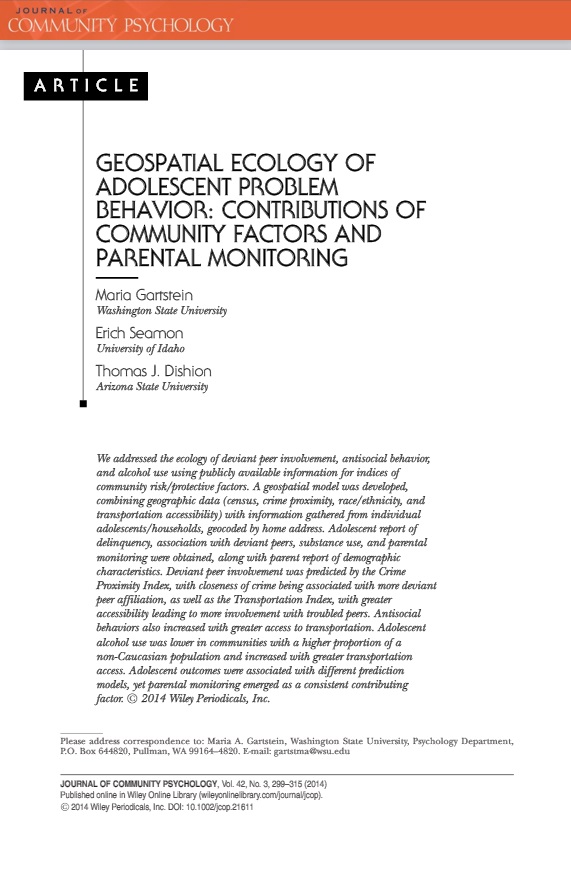 JOURNAL OF
COMMUNITY PSYCHOLOGY
ARTICLE
GEOSPATIAL ECOLOGY OF
ADOLESCENT PROBLEM
BEHAVIOR: CONTRIBUTIONS OF
COMMUNITY FACTORS AND
PARENTAL MONITORING
Maria Gartstein
Washington State University
Erich Seamon
University of Idaho
Thomas J. Dishion
Arizona State University
We addressed the ecology of deviant peer involvement, antisocial behavior,
and alcohol use using publicly available information for indices of
community risk/protective factors. A geospatial model was developed,
combining geographic data (census, crime proximity, race/ethnicity, and
transportation accessibility) with information gathered from individual
adolescents/households, geocoded by home address. Adolescent report of
delinquency, association with deviant peers, substance use, and parental
monitoring were obtained, along with parent report of demographic
characteristics. Deviant peer involvement was predicted by the Crime
Proximity Index, with closeness of crime being associated with more deviant
peer affiliation, as well as the Transportation Index, with greater
accessibility leading to more involvement with troubled peers. Antisocial
behaviors also increased with greater access to transportation. Adolescent
alcohol use was lower in communities with a higher proportion of a
non-Caucasian population and increased with greater transportation
access. Adolescent outcomes were associated with different prediction
models, yet parental monitoring emerged as a consistent contributing
factor. © 2014 Wiley Periodicals, Inc.
Please address correspondence to: Maria A. Gartstein, Washington State University, Psychology Department,
P.O. Box 644820, Pullman, WA 99164–4820. E-mail: gartstma@wsu.edu
JOURNAL OF COMMUNITY PSYCHOLOGY, Vol. 42, No. 3, 299–315 (2014)
Published online in Wiley Online Library (wileyonlinelibrary.com/journal/jcop).
© 2014 Wiley Periodicals, Inc. DOI: 10.1002/jcop.21611